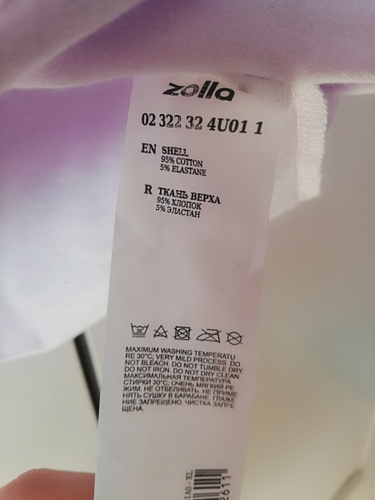 zolla
02 322 32 4U01 1
EN SHELL
95% COTTON
5% ELASTANE
R ТКАНЬ ВЕРХА
95% ХЛОПОК
5% ЭЛАСТАН
MAXIMUM WASHING TEMPERATU
RE 30°C; VERY MILD PROCESS. DO
NOT BLEACH. DO NOT TUMBLE DRY.
DO NOT IRON. DO NOT DRY CLEAN.
МАКСИМАЛЬНАЯ ТЕМПЕРАТУРА
СТИРКИ 30°C; ОЧЕНЬ МЯГКИЙ РЕ
ЖИМ. НЕ ОТБЕЛИВАТЬ. НЕ ПРИМЕ
НЯТЬ СУШКУ В БАРАБАНЕ. ГЛАЖЕ
НИЕ ЗАПРЕЩЕНО. ЧИСТКА ЗАПРЕ
ЩЕНА.